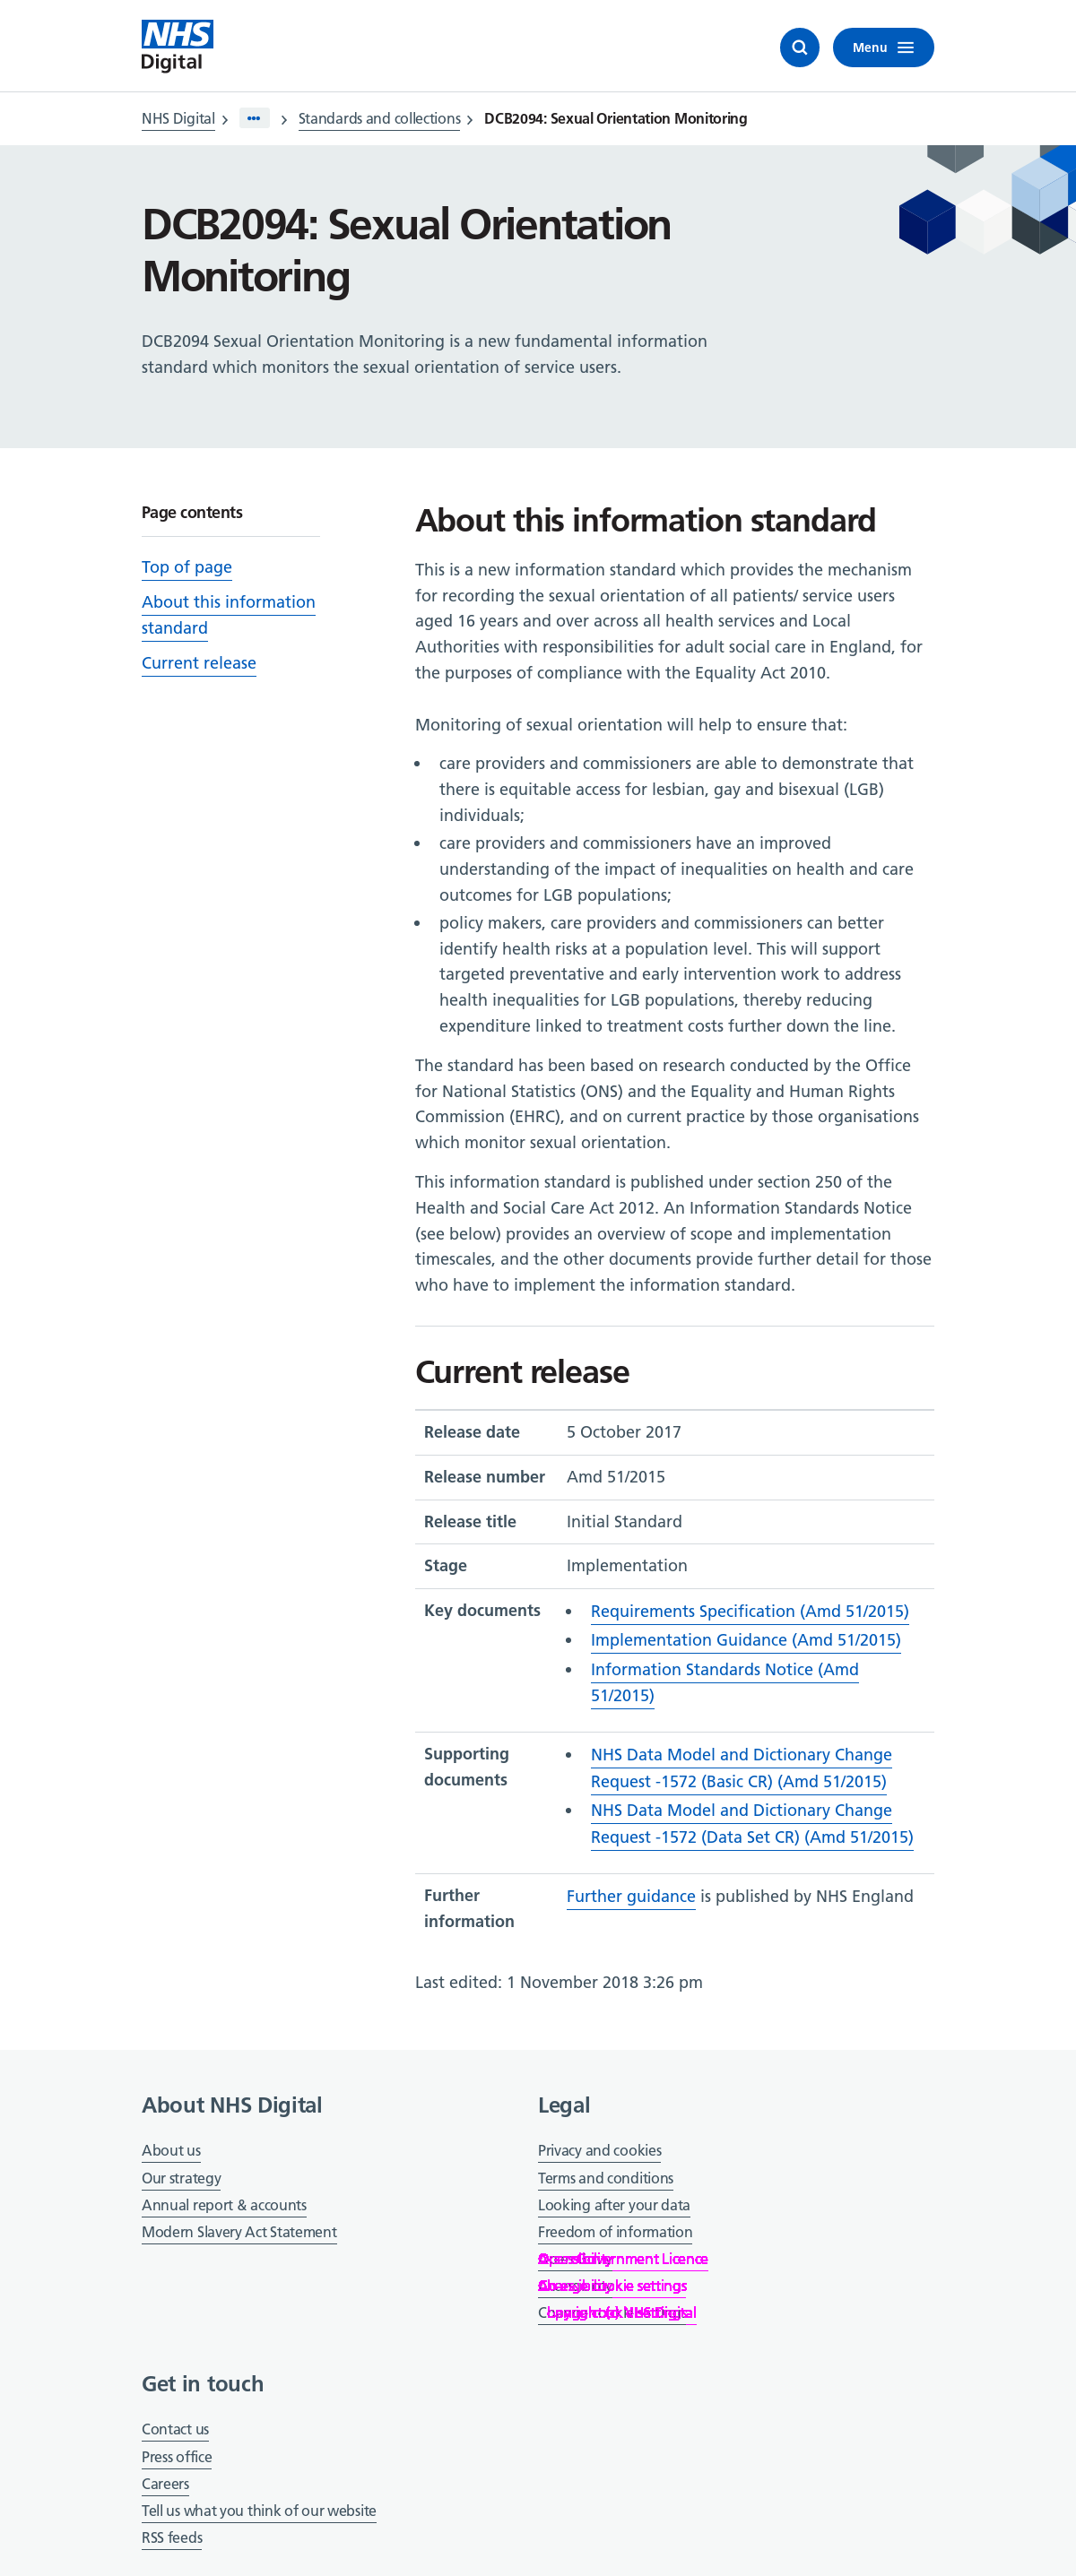 NHS
Digital
Menu
NHS Digital
Standards and collections
DCB2094: Sexual Orientation Monitoring
DCB2094: Sexual Orientation
Monitoring
DCB2094 Sexual Orientation Monitoring is a new fundamental information
standard which monitors the sexual orientation of service users.
Page contents
Top of page
About this information
standard
Current release
About this information standard
This is a new information standard which provides the mechanism
for recording the sexual orientation of all patients/ service users
aged 16 years and over across all health services and Local
Authorities with responsibilities for adult social care in England, for
the purposes of compliance with the Equality Act 2010.
Monitoring of sexual orientation will help to ensure that:
care providers and commissioners are able to demonstrate that
there is equitable access for lesbian, gay and bisexual (LGB)
individuals;
care providers and commissioners have an improved
understanding of the impact of inequalities on health and care
outcomes for LGB populations;
policy makers, care providers and commissioners can better
identify health risks at a population level. This will support
targeted preventative and early intervention work to address
health inequalities for LGB populations, thereby reducing
expenditure linked to treatment costs further down the line.
The standard has been based on research conducted by the Office
for National Statistics (ONS) and the Equality and Human Rights
Commission (EHRC), and on current practice by those organisations
which monitor sexual orientation.
This information standard is published under section 250 of the
Health and Social Care Act 2012. An Information Standards Notice
(see below) provides an overview of scope and implementation
timescales, and the other documents provide further detail for those
who have to implement the information standard.
Current release
Release date 5 October 2017
Release number Amd 51/2015
Release title Initial Standard
Stage Implementation
Key documents
Requirements Specification (Amd 51/2015)
Implementation Guidance (Amd 51/2015)
Information Standards Notice (Amd
51/2015)
Supporting
documents
NHS Data Model and Dictionary Change
Request -1572 (Basic CR) (Amd 51/2015)
NHS Data Model and Dictionary Change
Request -1572 (Data Set CR) (Amd 51/2015)
Further
information
Further guidance is published by NHS England
Last edited: 1 November 2018 3:26 pm
About NHS Digital
About us
Our strategy
Annual report & accounts
Modern Slavery Act Statement
Legal
Privacy and cookies
Terms and conditions
Looking after your data
Freedom of information
Get in touch
Contact us
Press office
Careers
Tell us what you think of our website
RSS feeds